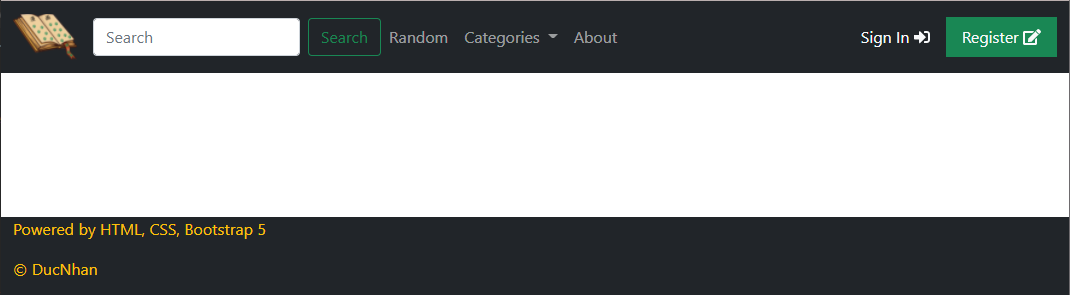 Search Search Random Categories About Sign In Register
Powered by HTML, CSS, Bootstrap 5
© DucNhan